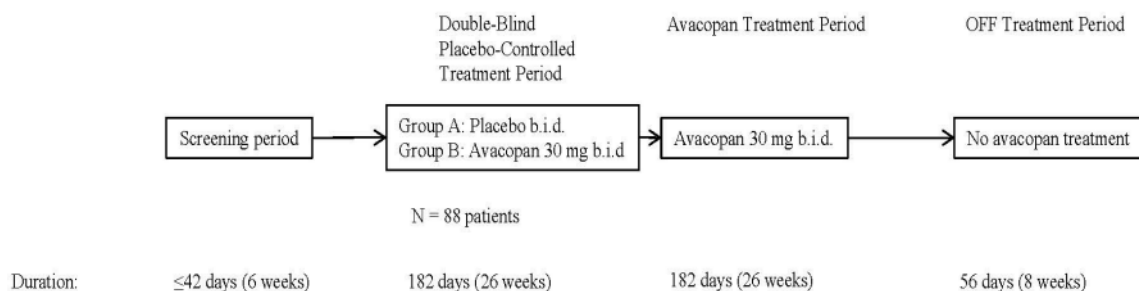 Double-Blind
Placebo-Controlled
Treatment Period
Avacopan Treatment Period
OFF Treatment Period
Screening period
Group A: Placebo b.i.d.
Group B: Avacopan 30 mg b.i.d
Avacopan 30 mg b.i.d.
No avacopan treatment
N = 88 patients
Duration: ≤42 days (6 weeks) 182 days (26 weeks) 182 days (26 weeks) 56 days (8 weeks)